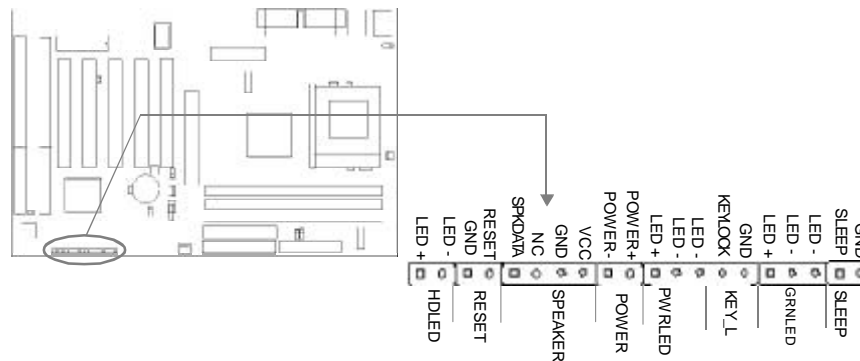 LED +
LED -
GND
RESET
SPKDATA
NC
GND
VCC
POWER-
POWER+
LED +
LED -
LED -
KEYLOCK
GND
LED +
LED -
LED -
SLEEP
GND
HDLED
RESET
SPEAKER
POWER
PWRLED
KEY_L
GRNLED
SLEEP